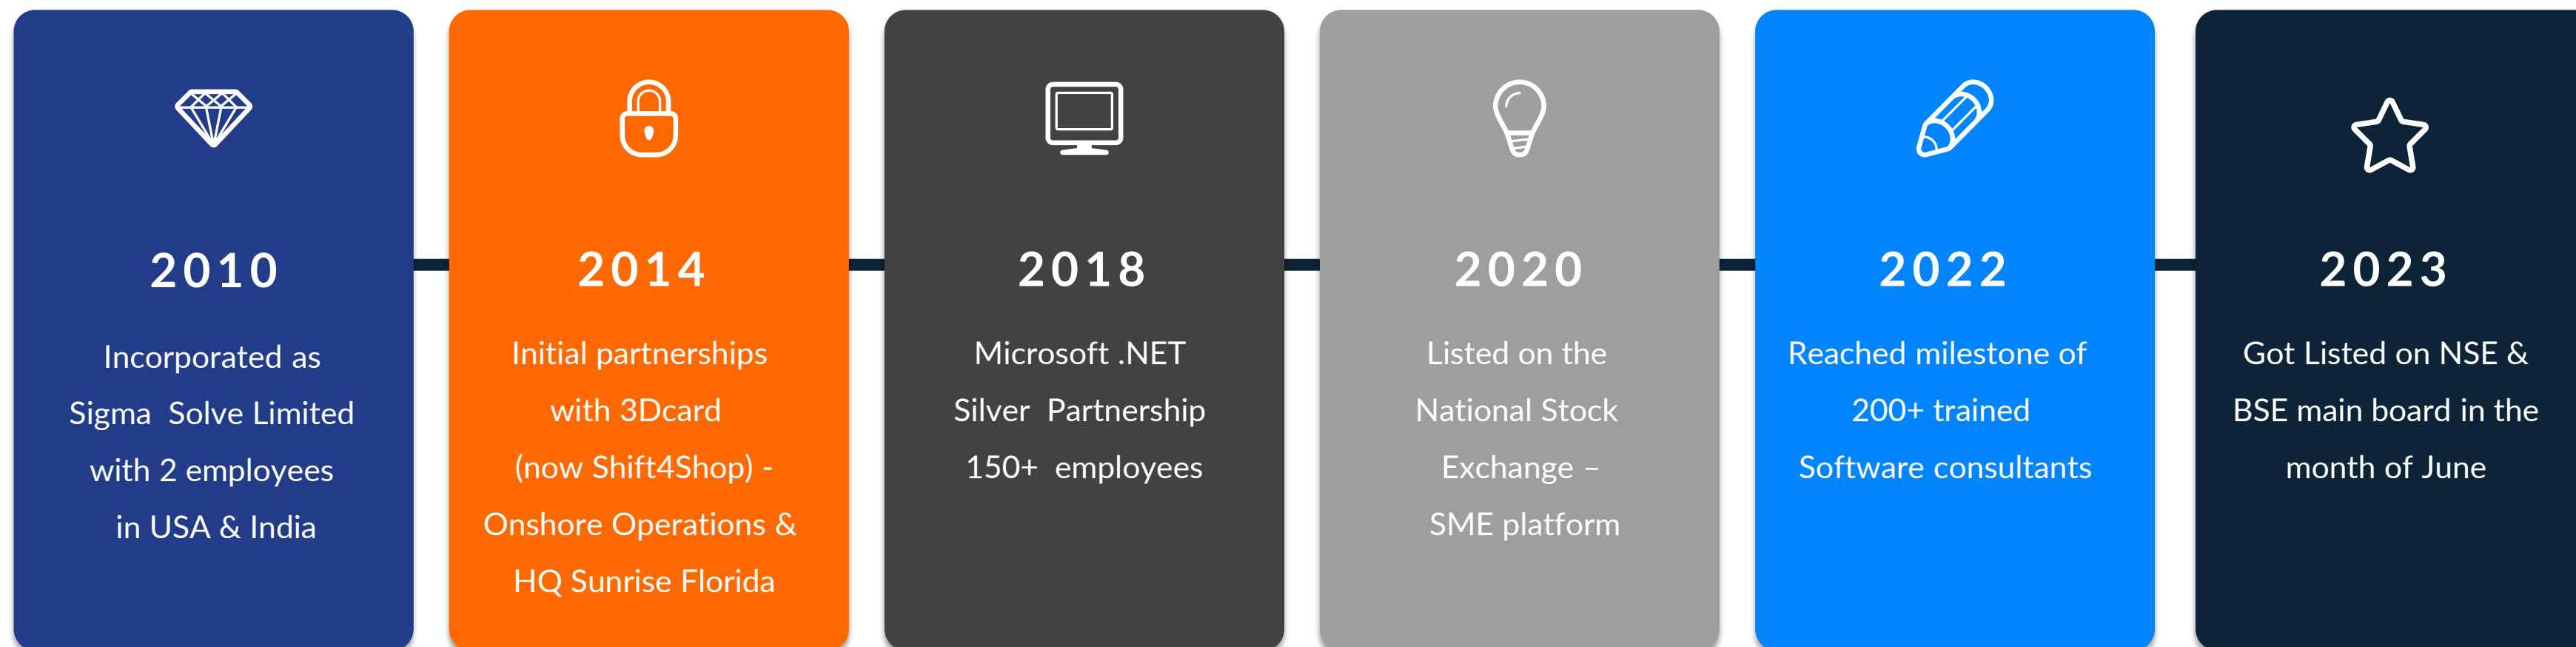 2010
Incorporated as
Sigma Solve Limited
with 2 employees
in USA & India
2014
Initial partnerships
with 3Dcard
(now Shift4Shop) -
Onshore Operations &
HQ Sunrise Florida
2018
Microsoft .NET
Silver Partnership
150+ employees
2020
Listed on the
National Stock
Exchange –
SME platform
2022
Reached milestone of
200+ trained
Software consultants
2023
Got Listed on NSE &
BSE main board in the
month of June